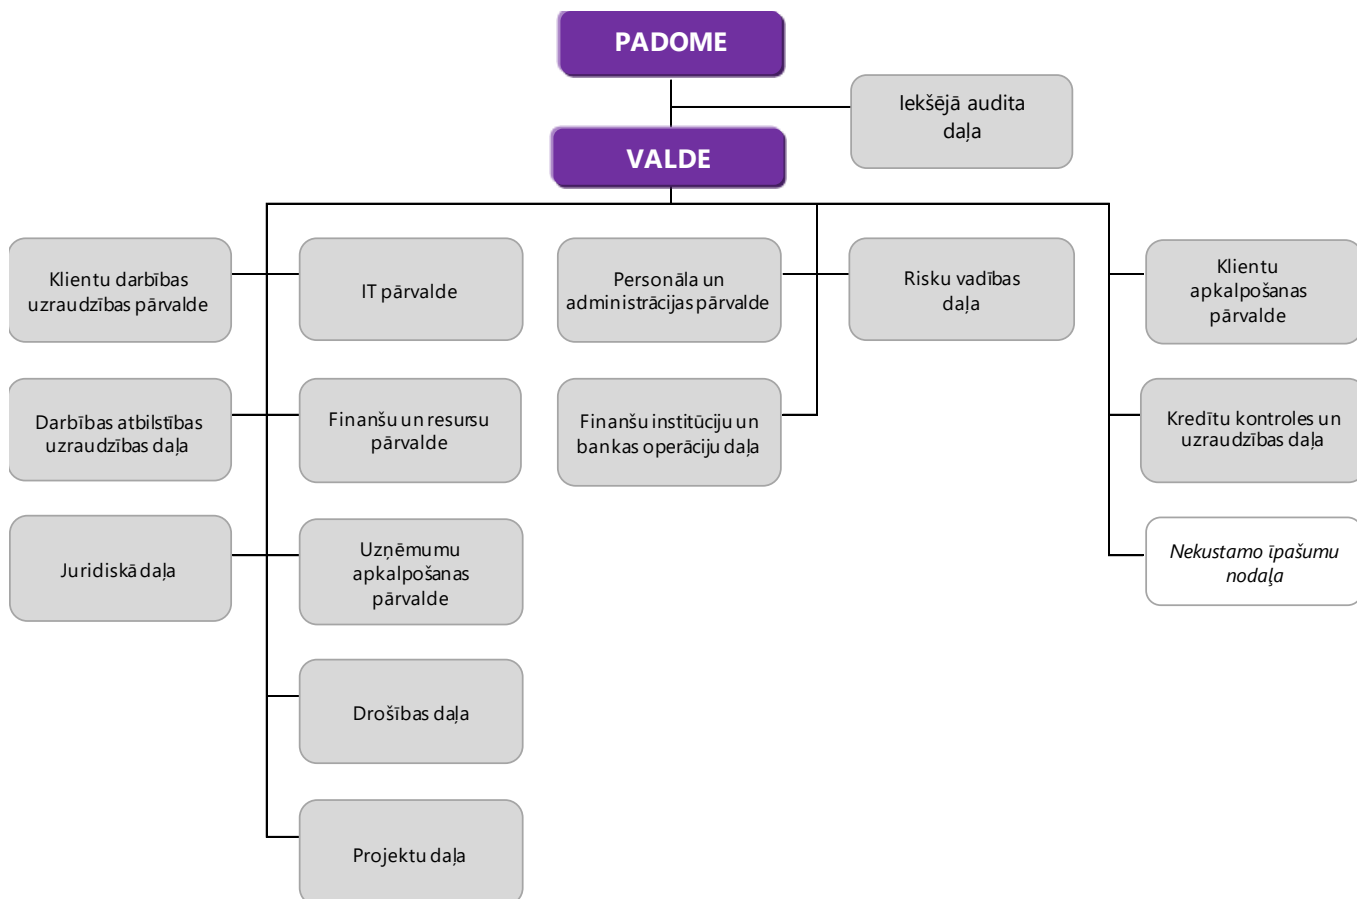 PADOME
Iekšējā audita
daļa
VALDE
Klientu darbības
uzraudzības pārvalde
IT pārvalde
Personāla un
administrācijas pārvalde
Risku vadības
daļa
Klientu
apkalpošanas
pārvalde
Darbības atbilstības
uzraudzības daļa
Finanšu un resursu
pārvalde
Finanšu institūciju un
bankas operāciju daļa
Kredītu kontroles un
uzraudzības daļa
Juridiskā daļa
Uzņēmumu
apkalpošanas
pārvalde
Nekustamo īpašumu
nodaļa
Drošības daļa
Projektu daļa